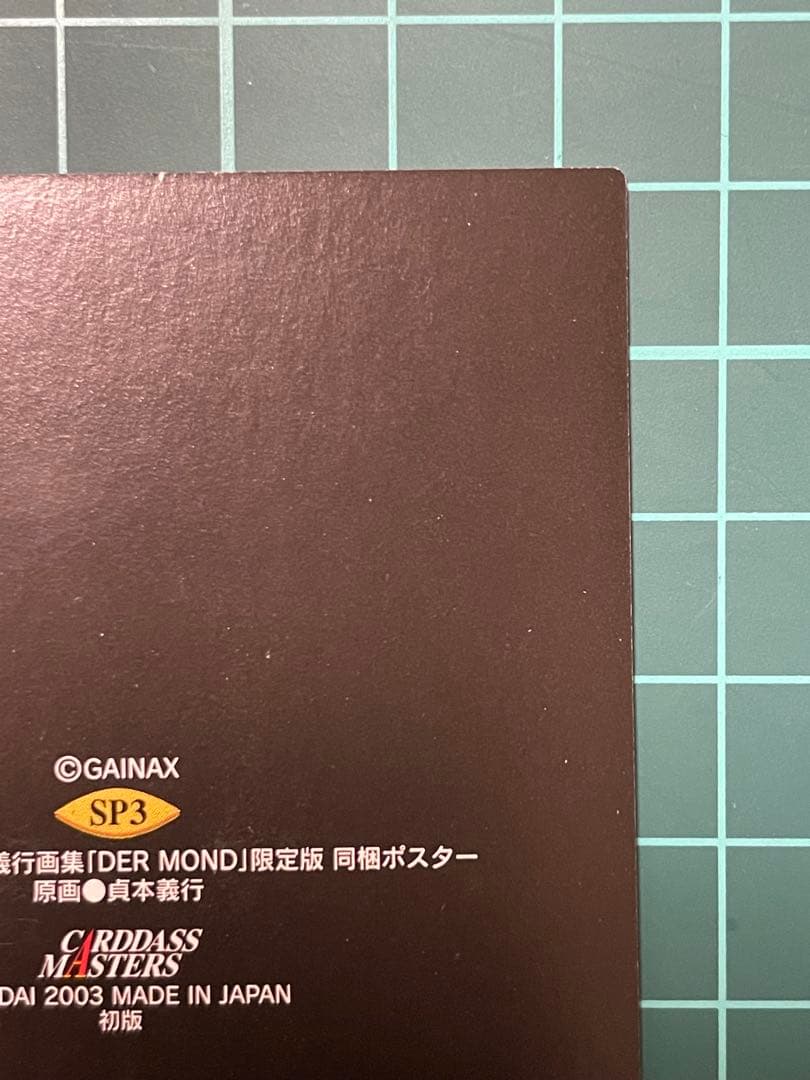 ©GAINAX
SP3
義行画集「DER MOND」限定版 同梱ポスター
原画●貞本義行
CARDDASS
MASTERS
DAI 2003 MADE IN JAPAN
初版